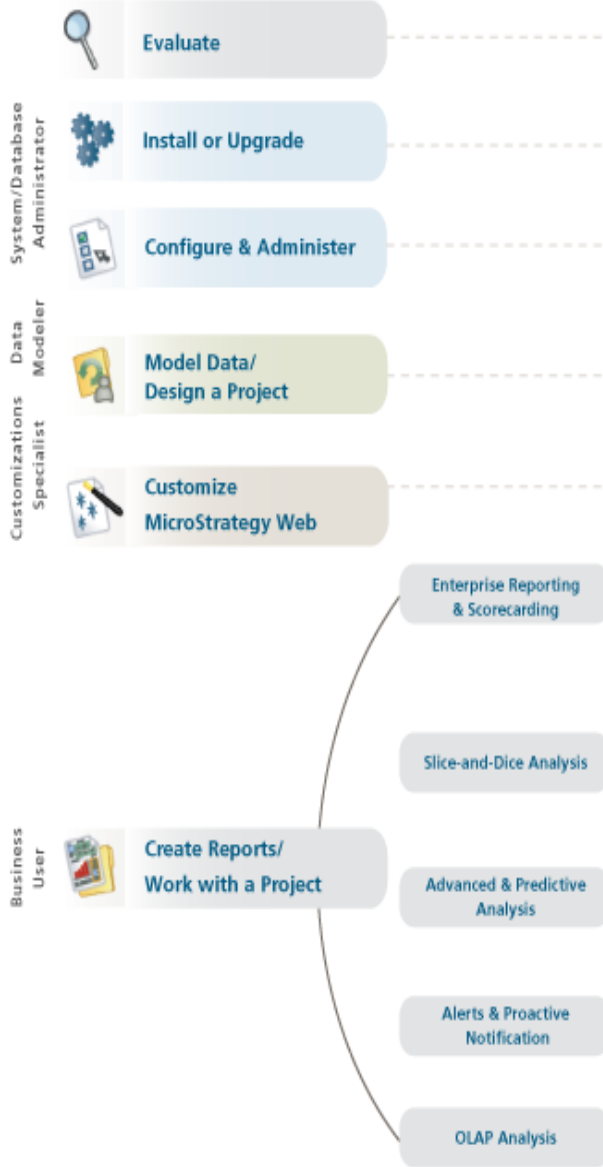 Evaluate
System/Database
Administrator
Install or Upgrade
Configure & Administer
Data
Modeler
Model Data/
Design a Project
Customizations
Specialist
Customize
MicroStrategy Web
Enterprise Reporting
& Scorecarding
Slice-and-Dice Analysis
Business
User
Create Reports/
Work with a Project
Advanced & Predictive
Analysis
Alerts & Proactive
Notification
OLAP Analysis